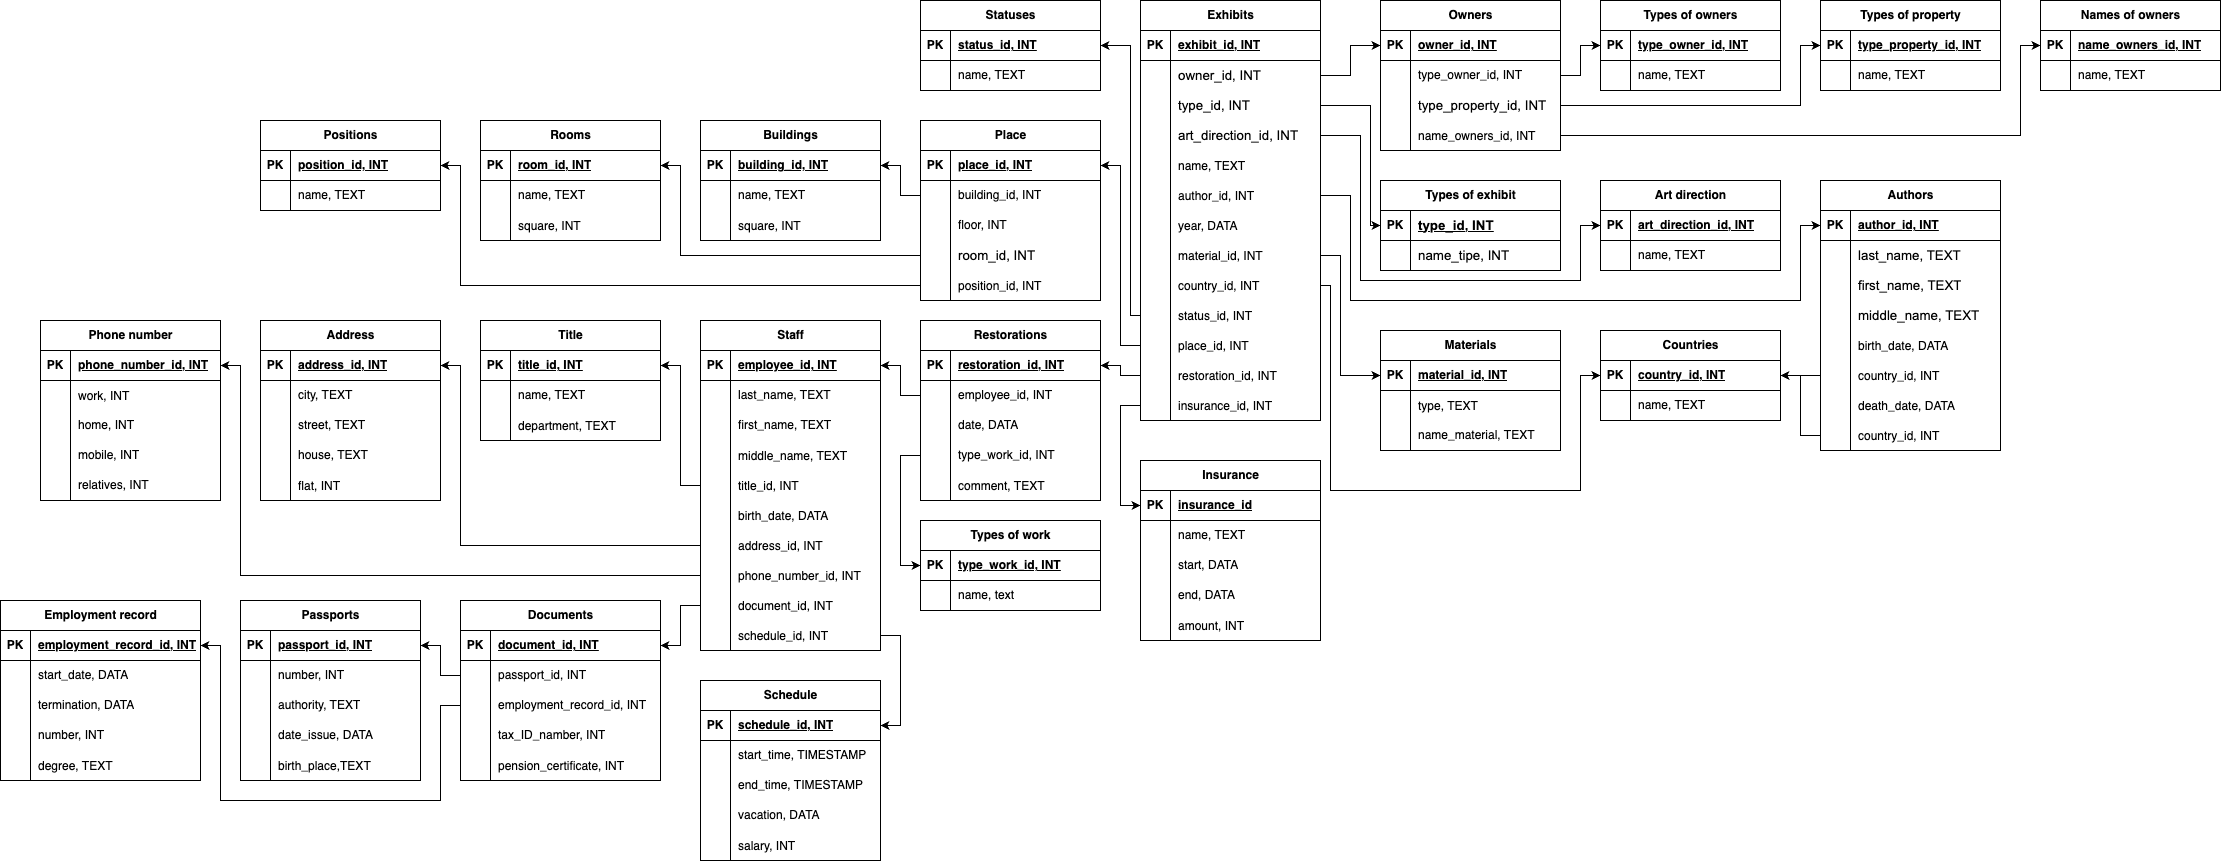 Statuses
PK status_id, INT
name, TEXT
Exhibits
PK exhibit_id, INT
owner_id, INT
type_id, INT
art_direction_id, INT
name, TEXT
author_id, INT
year, DATA
material_id, INT
country_id, INT
status_id, INT
place_id, INT
restoration_id, INT
insurance_id, INT
Owners
PK owner_id, INT
type_owner_id, INT
type_property_id, INT
name_owners_id, INT
Types of owners
PK type_owner_id, INT
name, TEXT
Types of property
PK type_property_id, INT
name, TEXT
Names of owners
PK name_owners_id, INT
name, TEXT
Positions
PK position_id, INT
name, TEXT
Rooms
PK room_id, INT
name, TEXT
square, INT
Buildings
PK building_id, INT
name, TEXT
square, INT
Place
PK place_id, INT
building_id, INT
floor, INT
room_id, INT
position_id, INT
Types of exhibit
PK type_id, INT
name_tipe, INT
Art direction
PK art_direction_id, INT
name, TEXT
Authors
PK author_id, INT
last_name, TEXT
first_name, TEXT
middle_name, TEXT
birth_date, DATA
country_id, INT
death_date, DATA
country_id, INT
Phone number
PK phone_number_id, INT
work, INT
home, INT
mobile, INT
relatives, INT
Address
PK address_id, INT
city, TEXT
street, TEXT
house, TEXT
flat, INT
Title
PK title_id, INT
name, TEXT
department, TEXT
Staff
PK employee_id, INT
last_name, TEXT
first_name, TEXT
middle_name, TEXT
title_id, INT
birth_date, DATA
address_id, INT
phone_number_id, INT
document_id, INT
schedule_id, INT
Restorations
PK restoration_id, INT
employee_id, INT
date, DATA
type_work_id, INT
comment, TEXT
Materials
PK material_id, INT
type, TEXT
name_material, TEXT
Countries
PK country_id, INT
name, TEXT
Insurance
PK insurance_id
name, TEXT
start, DATA
end, DATA
amount, INT
Types of work
PK type_work_id, INT
name, text
Employment record
PK employment_record_id, INT
start_date, DATA
termination, DATA
number, INT
degree, TEXT
Passports
PK passport_id, INT
number, INT
authority, TEXT
date_issue, DATA
birth_place,TEXT
Documents
PK document_id, INT
passport_id, INT
employment_record_id, INT
tax_ID_namber, INT
pension_certificate, INT
Schedule
PK schedule_id, INT
start_time, TIMESTAMP
end_time, TIMESTAMP
vacation, DATA
salary, INT